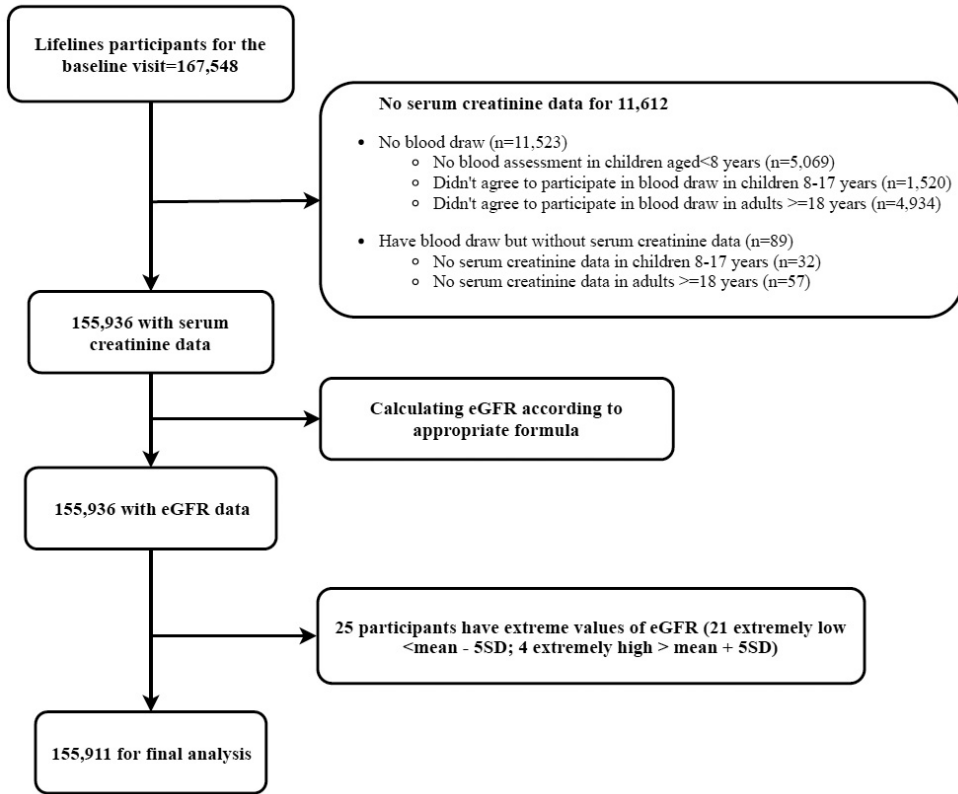 Lifelines participants for the
baseline visit=167,548
No serum creatinine data for 11,612
• No blood draw (n=11,523)
○ No blood assessment in children aged<8 years (n=5,069)
○ Didn't agree to participate in blood draw in children 8-17 years (n=1,520)
○ Didn't agree to participate in blood draw in adults >=18 years (n=4,934)
• Have blood draw but without serum creatinine data (n=89)
○ No serum creatinine data in children 8-17 years (n=32)
○ No serum creatinine data in adults >=18 years (n=57)
155,936 with serum
creatinine data
Calculating eGFR according to
appropriate formula
155,936 with eGFR data
25 participants have extreme values of eGFR (21 extremely low
<mean - 5SD; 4 extremely high > mean + 5SD)
155,911 for final analysis